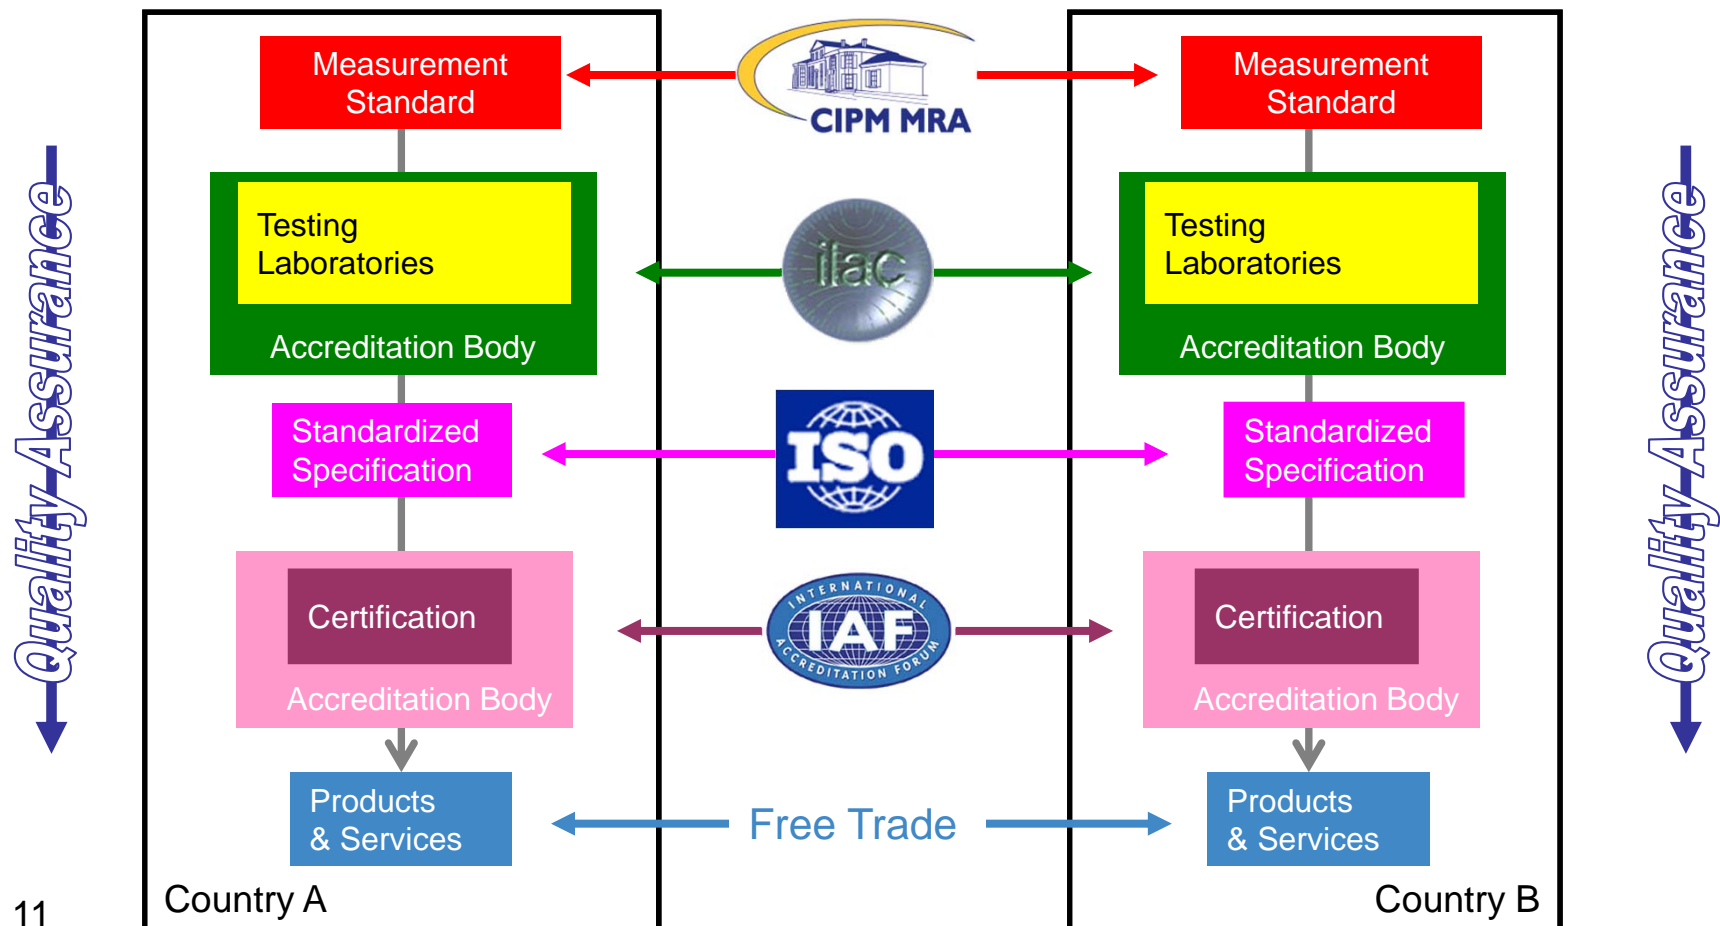 Measurement
Standard
CIPM MRA
Measurement
Standard
Quality Assurance
Testing
Laboratories
Accreditation Body
ilac
Testing
Laboratories
Accreditation Body
Quality Assurance
Standardized
Specification
ISO
Standardized
Specification
Certification
Accreditation Body
INTERNATIONAL
IAF
ACCREDITATION FORUM
Certification
Accreditation Body
Products
& Services
Free Trade
Products
& Services
Country A
Country B
11